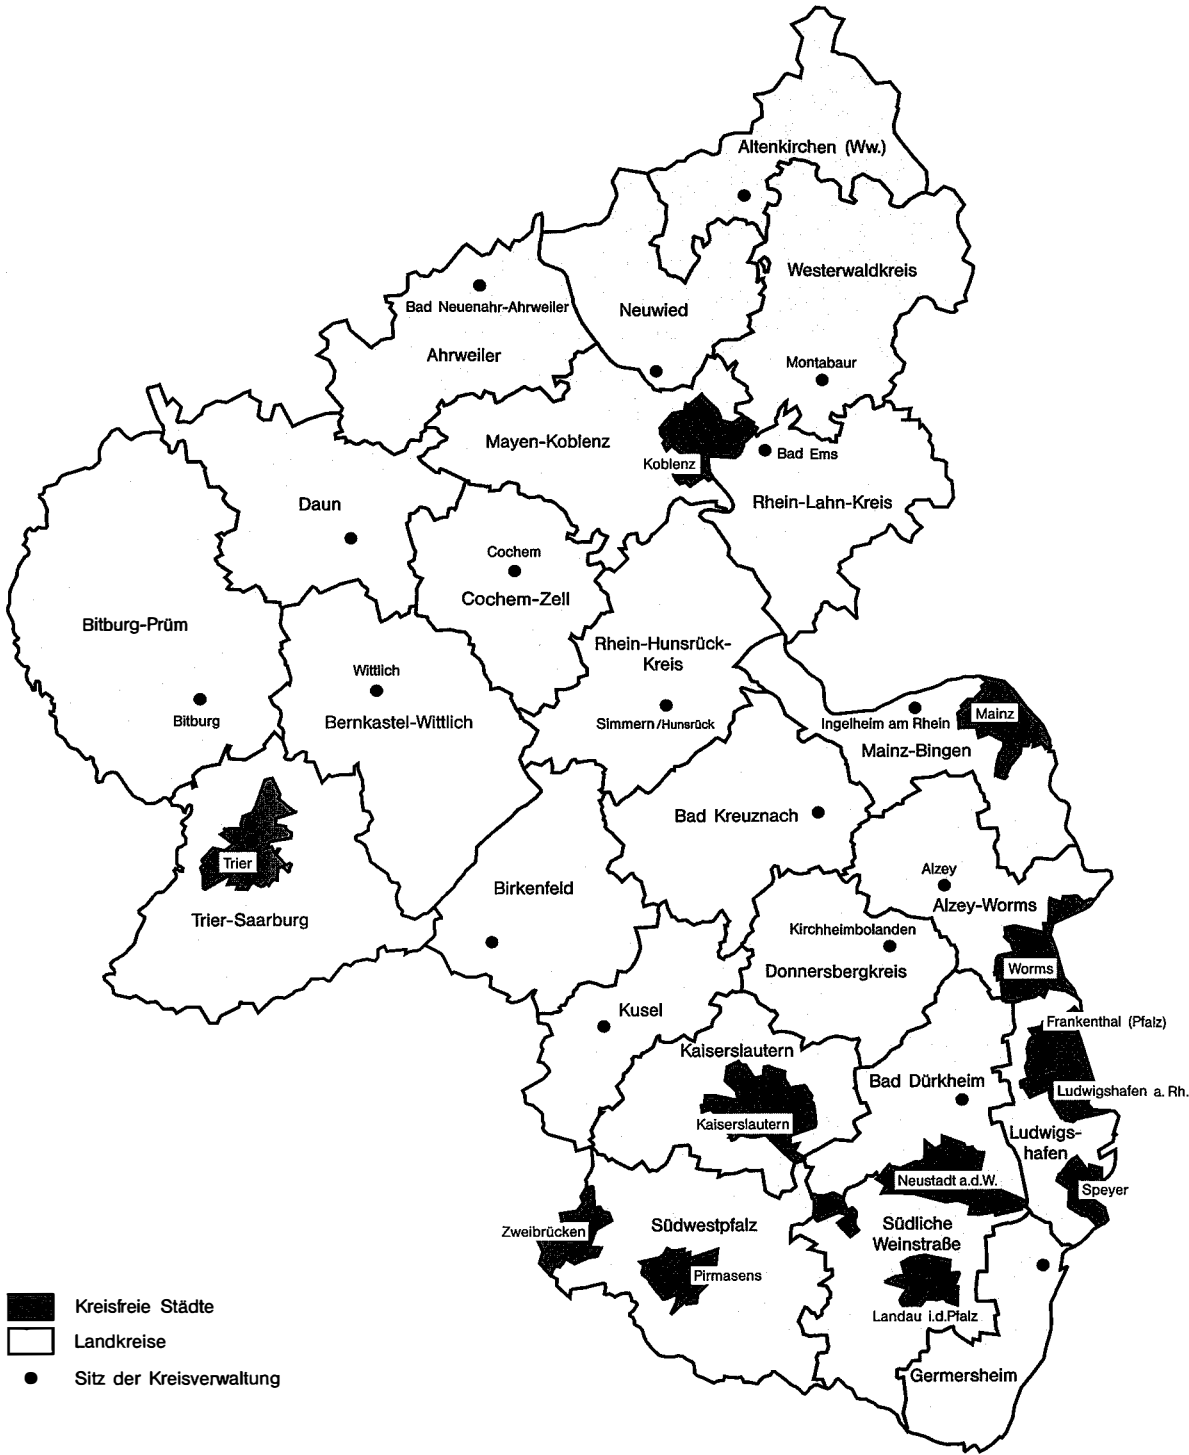 Altenkirchen (Ww.)
Westerwaldkreis
Bad Neuenahr-Ahrweiler
Neuwied
Ahrweiler
Montabaur
Mayen-Koblenz
Koblenz
Bad Ems
Daun
Rhein-Lahn-Kreis
Cochem
Cochem-Zell
Bitburg-Prüm
Rhein-Hunsrück-
Kreis
Wittlich
Bitburg
Bernkastel-Wittlich
Simmern/Hunsrück
Ingelheim am Rhein
Mainz
Mainz-Bingen
Bad Kreuznach
Trier
Alzey
Birkenfeld
Alzey-Worms
Trier-Saarburg
Kirchheimbolanden
Donnersbergkreis
Worms
Kusel
Frankenthal (Pfalz)
Kaiserslautern
Bad Dürkheim
Ludwigshafen a. Rh.
Kaiserslautern
Ludwigs-
hafen
Neustadt a.d.W.
Speyer
Zweibrücken
Südwestpfalz
Südliche
Weinstraße
Pirmasens
Landau i.d.Pfalz
Germersheim
Kreisfreie Städte
Landkreise
Sitz der Kreisverwaltung